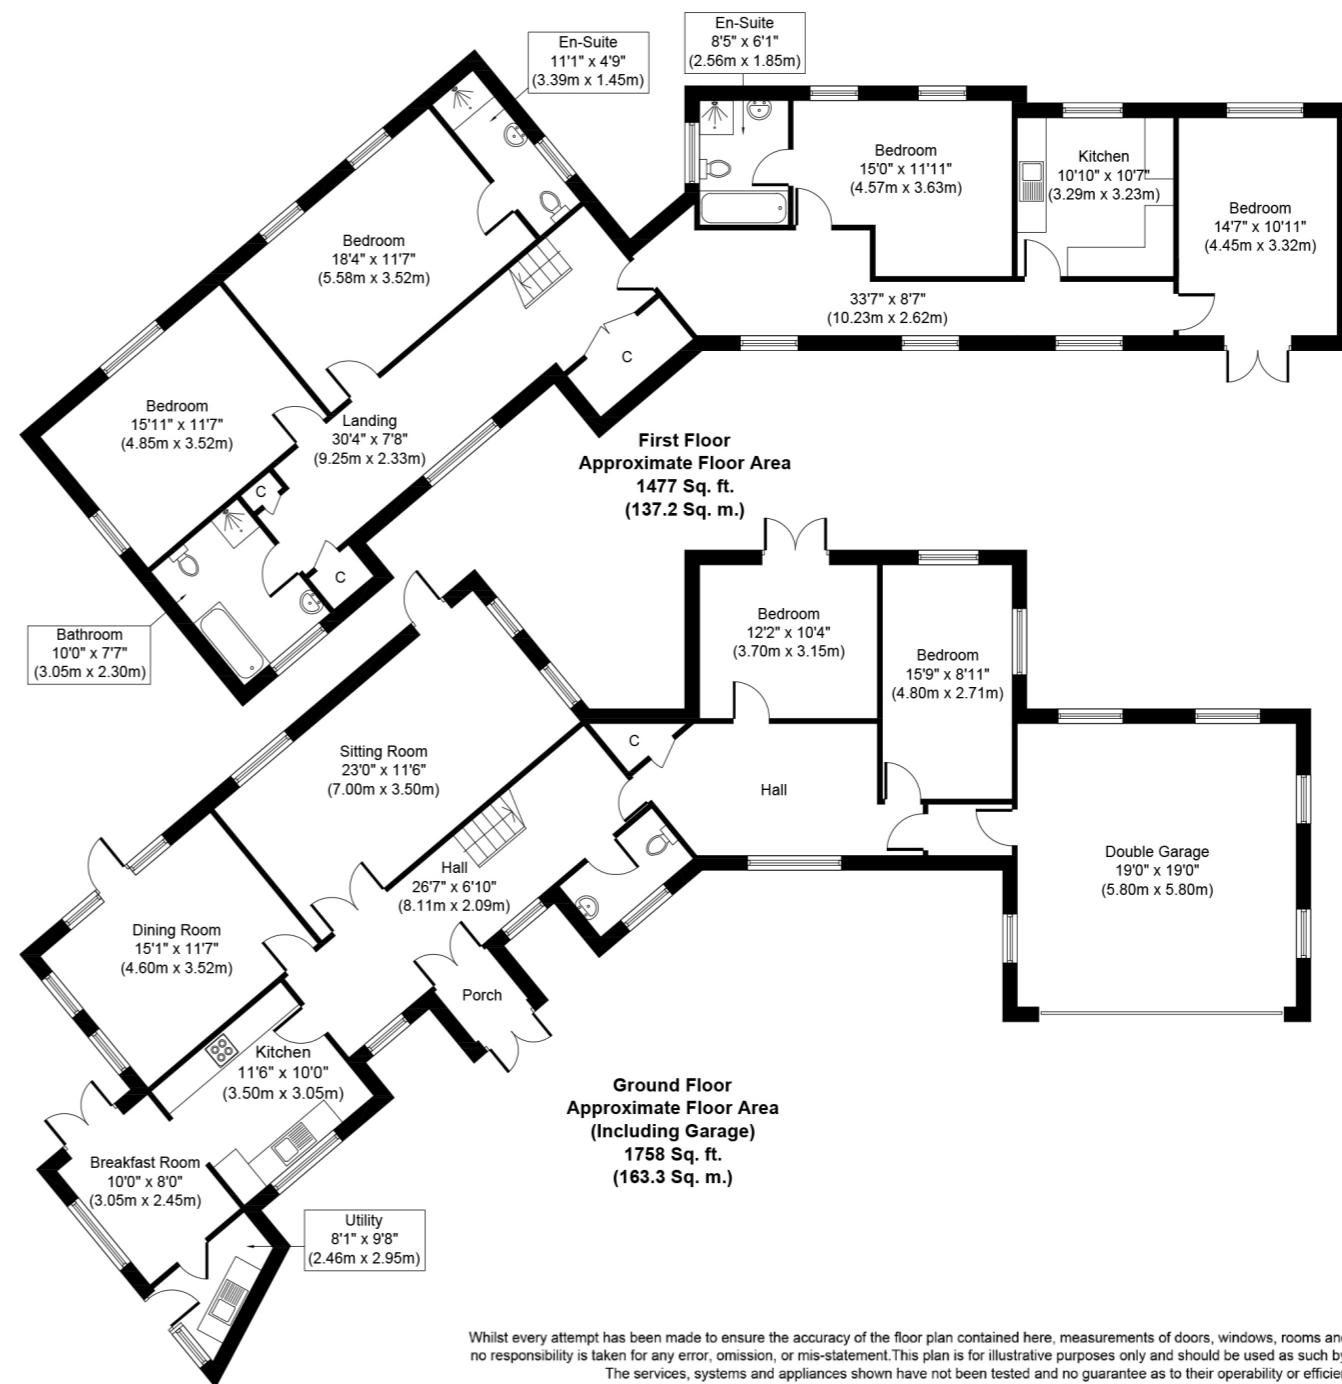 En-Suite
11'1" x 4'9"
(3.39m x 1.45m)
En-Suite
8'5" x 6'1"
(2.56m x 1.85m)
Bedroom
15'0" x 11'11"
(4.57m x 3.63m)
Kitchen
10'10" x 10'7"
(3.29m x 3.23m)
Bedroom
14'7" x 10'11"
(4.45m x 3.32m)
Bedroom
18'4" x 11'7"
(5.58m x 3.52m)
33'7" x 8'7"
(10.23m x 2.62m)
C
Bedroom
15'11" x 11'7"
(4.85m x 3.52m)
Landing
30'4" x 7'8"
(9.25m x 2.33m)
C
C
Bathroom
10'0" x 7'7"
(3.05m x 2.30m)
First Floor
Approximate Floor Area
1477 Sq. ft.
(137.2 Sq. m.)
Bedroom
12'2" x 10'4"
(3.70m x 3.15m)
Bedroom
15'9" x 8'11"
(4.80m x 2.71m)
Sitting Room
23'0" x 11'6"
(7.00m x 3.50m)
C
Hall
Hall
26'7" x 6'10"
(8.11m x 2.09m)
Double Garage
19'0" x 19'0"
(5.80m x 5.80m)
Dining Room
15'1" x 11'7"
(4.60m x 3.52m)
Porch
Kitchen
11'6" x 10'0"
(3.50m x 3.05m)
Breakfast Room
10'0" x 8'0"
(3.05m x 2.45m)
Utility
8'1" x 9'8"
(2.46m x 2.95m)
Ground Floor
Approximate Floor Area
(Including Garage)
1758 Sq. ft.
(163.3 Sq. m.)
Whilst every attempt has been made to ensure the accuracy of the floor plan contained here, measurements of doors, windows, rooms and
no responsibility is taken for any error, omission, or mis-statement.This plan is for illustrative purposes only and should be used as such by
The services, systems and appliances shown have not been tested and no guarantee as to their operability or